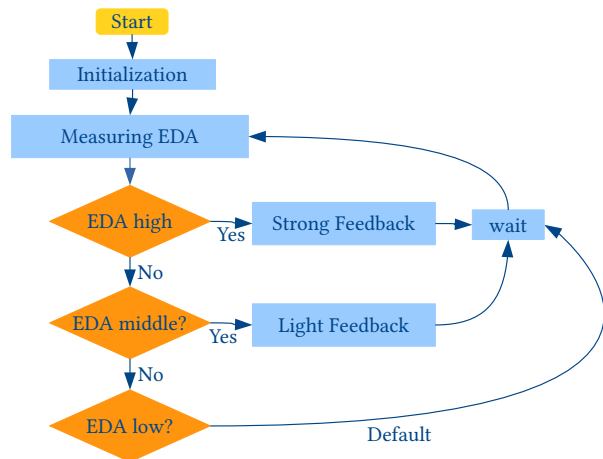 Start
Initialization
Measuring EDA
EDA high
Yes
Strong Feedback
wait
No
EDA middle?
Yes
Light Feedback
No
EDA low?
Default